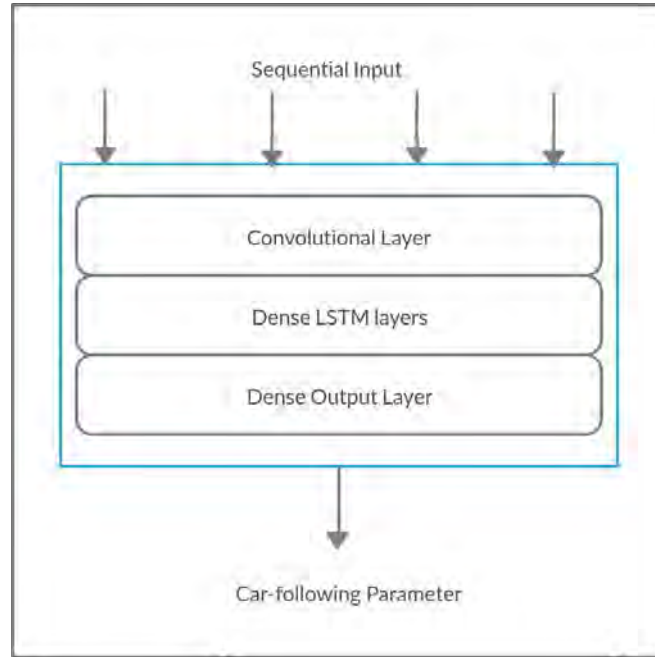 Sequential Input
Convolutional Layer
Dense LSTM layers
Dense Output Layer
Car-following Parameter